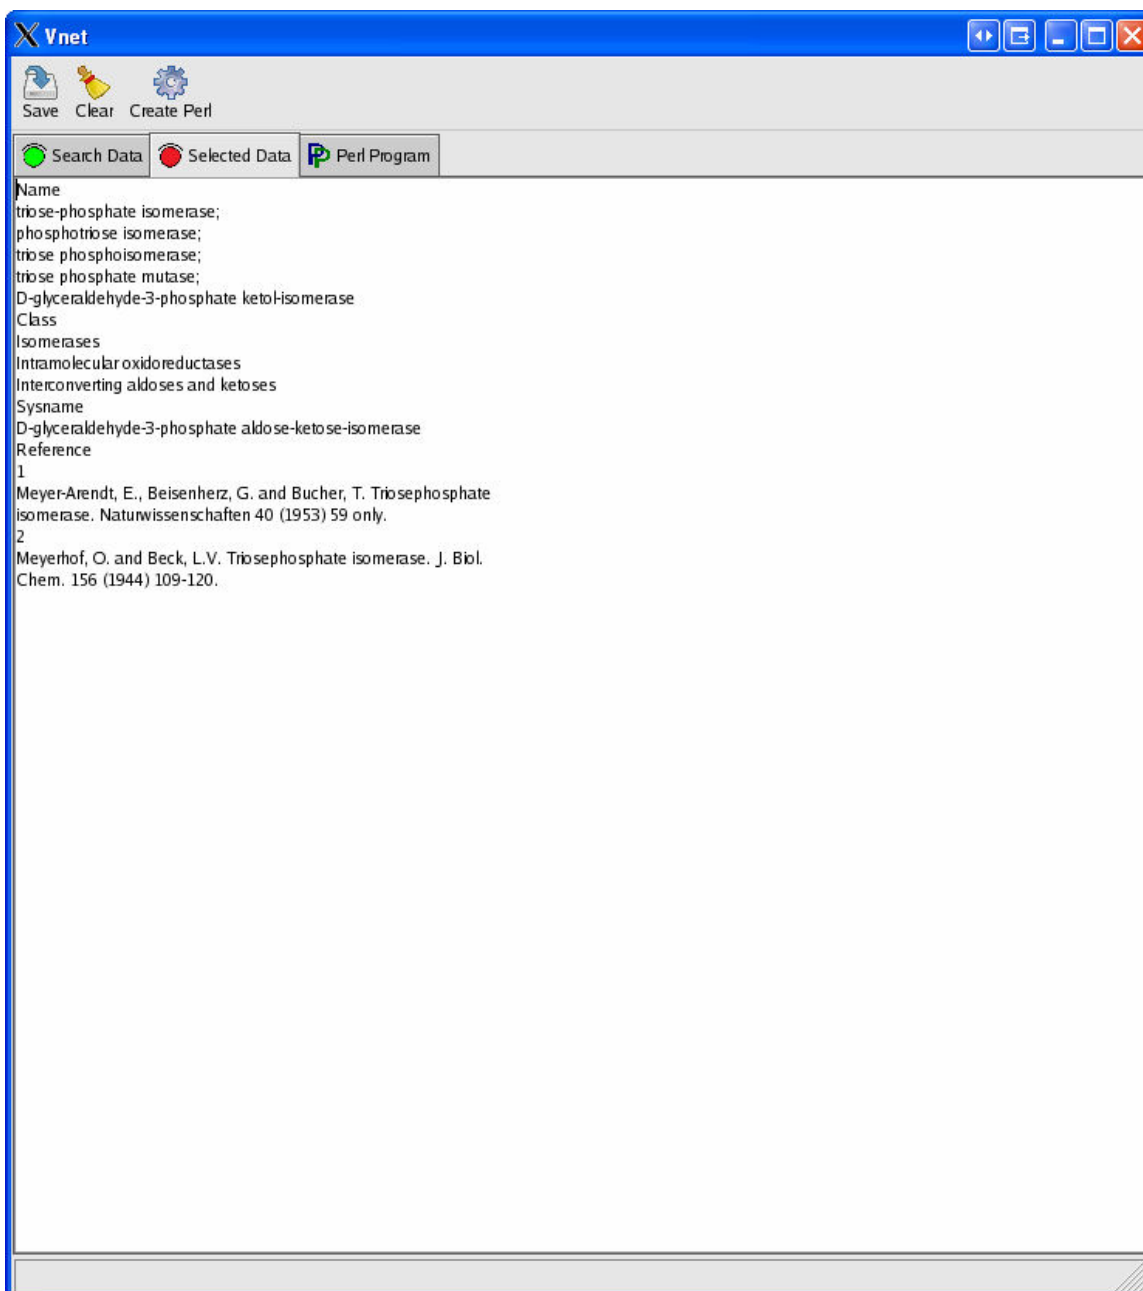 Vnet
Save Clear Create Perl
Search Data Selected Data Perl Program
Name
triose-phosphate isomerase;
phosphotriose isomerase;
triose phosphoisomerase;
triose phosphate mutase;
D-glyceraldehyde-3-phosphate ketol-isomerase
Class
Isomerases
Intramolecular oxidoreductases
Interconverting aldoses and ketoses
Sysname
D-glyceraldehyde-3-phosphate aldose-ketose-isomerase
Reference
1
Meyer-Arendt, E., Beisenherz, G. and Bucher, T. Triosephosphate
isomerase. Naturwissenschaften 40 (1953) 59 only.
2
Meyerhof, O. and Beck, L.V. Triosephosphate isomerase. J. Biol.
Chem. 156 (1944) 109-120.